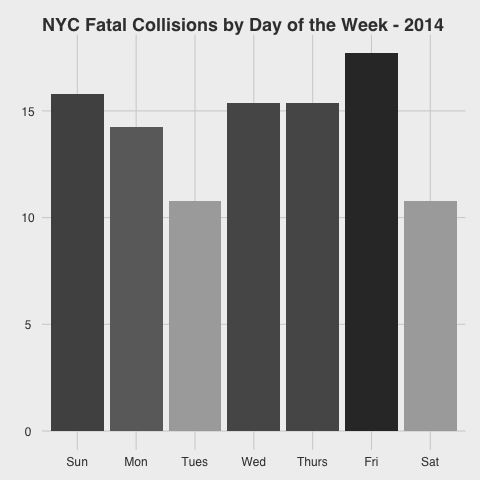 NYC Fatal Collisions by Day of the Week - 2014
15
10
5
0
Sun Mon Tues Wed Thurs Fri Sat